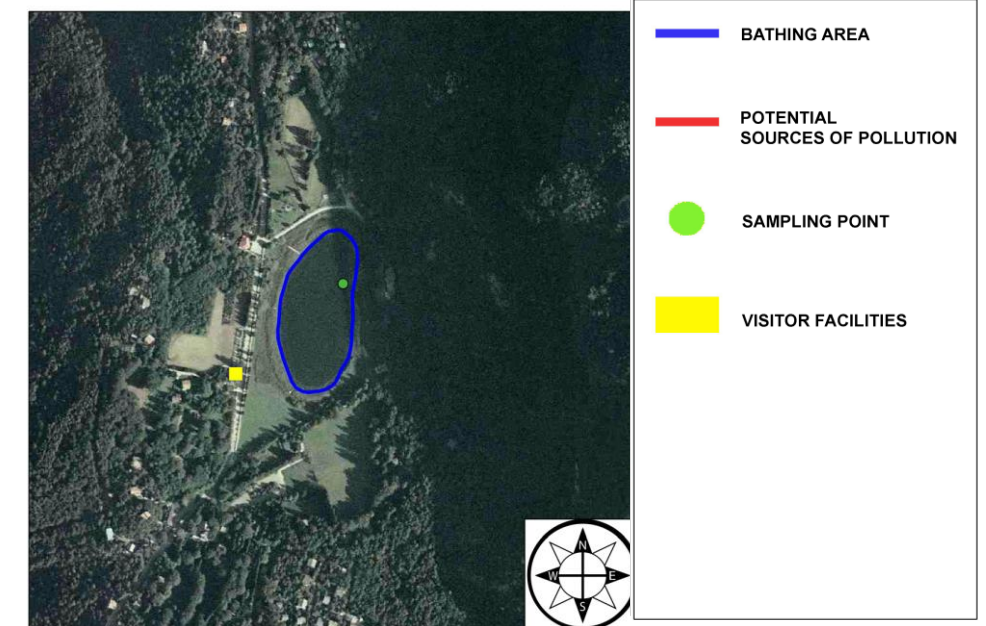 BATHING AREA
POTENTIAL
SOURCES OF POLLUTION
SAMPLING POINT
VISITOR FACILITIES
N
W E
S